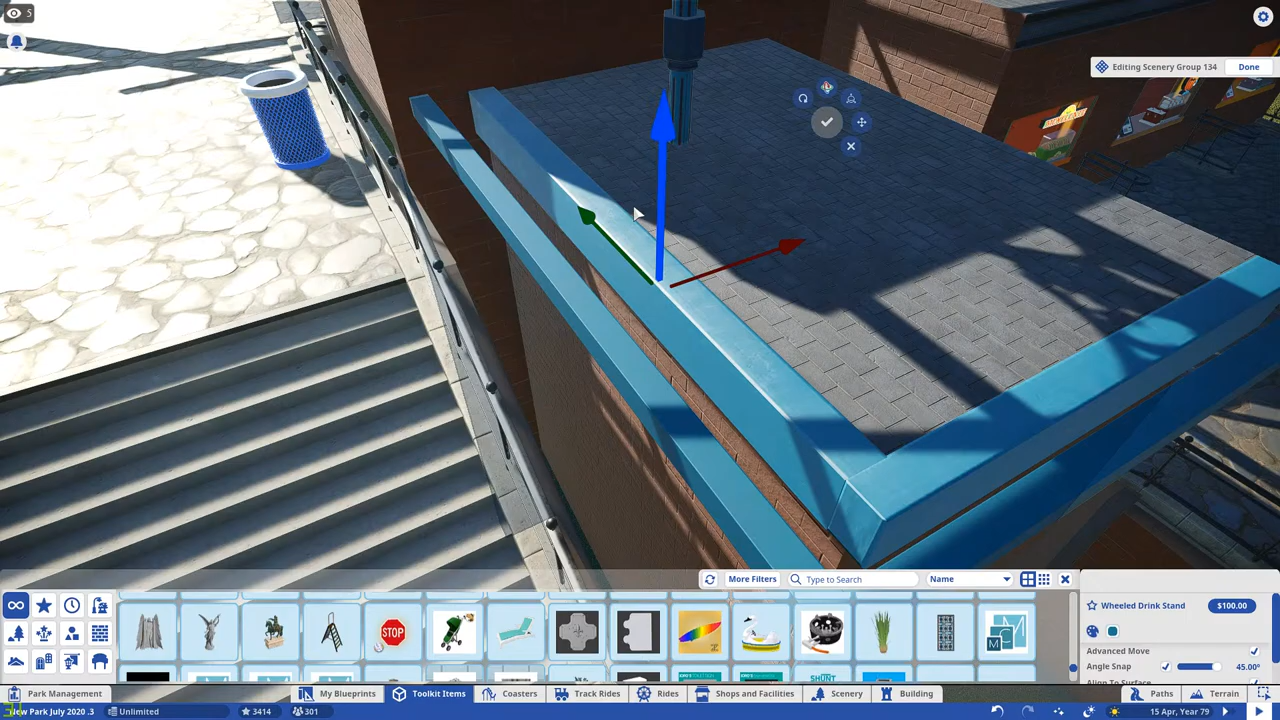 5
Editing Scenery Group 134
Done
More Filters
Type to Search
Name
Wheeled Drink Stand
$100.00
STOP
Advanced Move
Angle Snap
45.00°
Park Management
My Blueprints
Toolkit Items
Coasters
Track Rides
Rides
Shops and Facilities
Scenery
Building
Paths
Terrain
New Park July 2020 .3
Unlimited
3414
301
15 Apr, Year 79